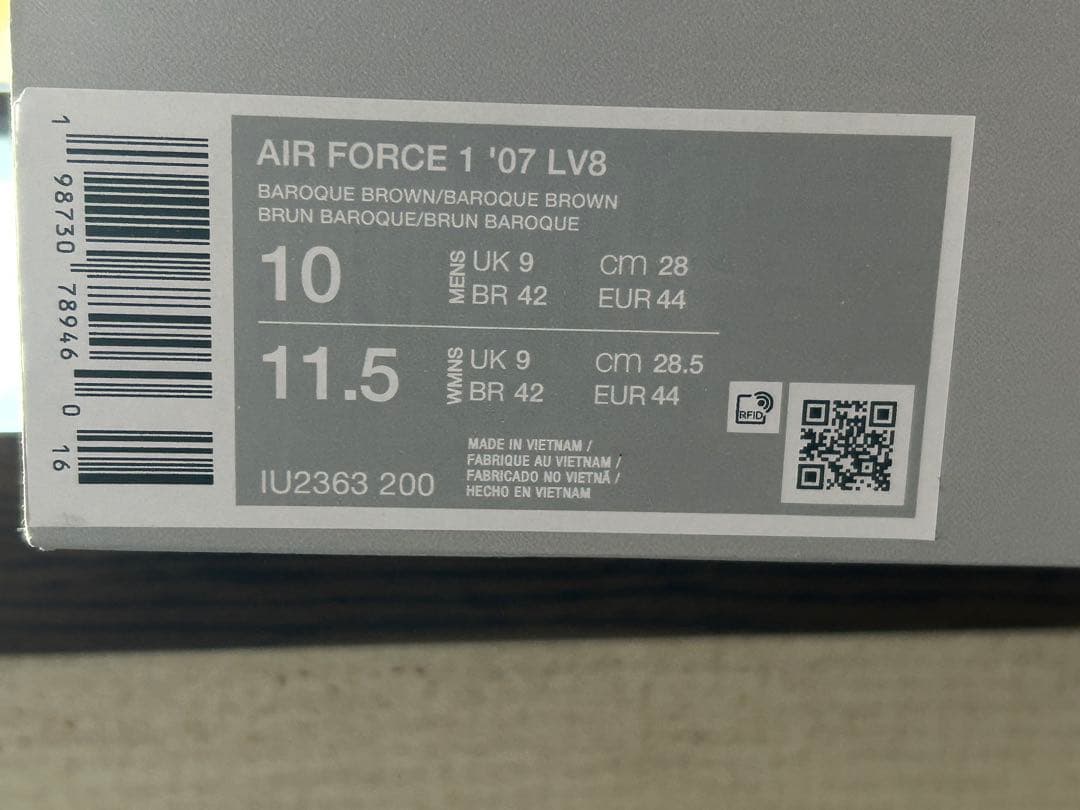 1 98730 78946 0 16
AIR FORCE 1 '07 LV8
BAROQUE BROWN/BAROQUE BROWN
BRUN BAROQUE/BRUN BAROQUE
10 MENS UK 9 cm 28
BR 42 EUR 44
11.5 WMNS UK 9 cm 28.5
BR 42 EUR 44
RFID
IU2363 200
MADE IN VIETNAM /
FABRIQUE AU VIETNAM /
FABRICADO NO VIETNÃ /
HECHO EN VIETNAM